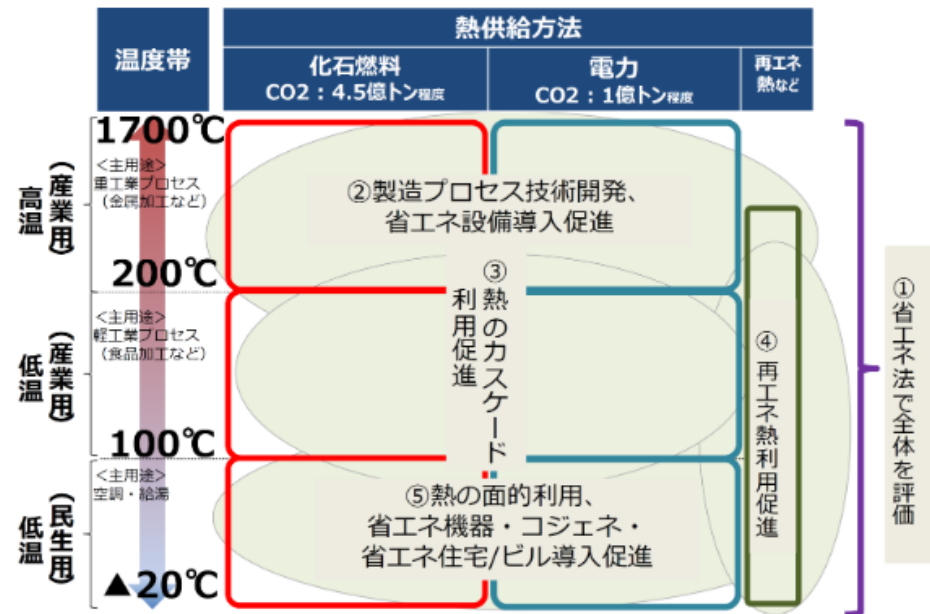 温度帯
熱供給方法
化石燃料
CO2：4.5億トン程度
電力
CO2：1億トン程度
再エネ
熱など
1700℃
高温
（産業用）
＜主用途＞
重工業プロセス
（金属加工など）
200℃
低温
（産業用）
＜主用途＞
軽工業プロセス
（食品加工など）
100℃
低温
（民生用）
＜主用途＞
空調・給湯
▲20℃
②製造プロセス技術開発、
省エネ設備導入促進
③熱のカスケード
利用促進
⑤熱の面的利用、
省エネ機器・コジェネ・
省エネ住宅/ビル導入促進
④再エネ熱利用促進
①省エネ法で全体を評価